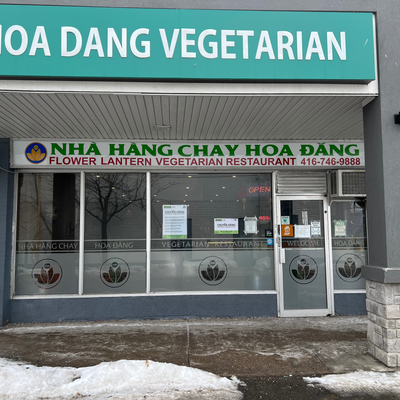 HOA DANG VEGETARIAN
NHÀ HÀNG CHAY HOA ĐĂNG
FLOWER LANTERN VEGETARIAN RESTAURANT 416-746-9888
OPEN
NHÀ HÀNG CHAY HOA ĐĂNG VEGETARIAN RESTAURANT WELCOME HOA ĐĂNG